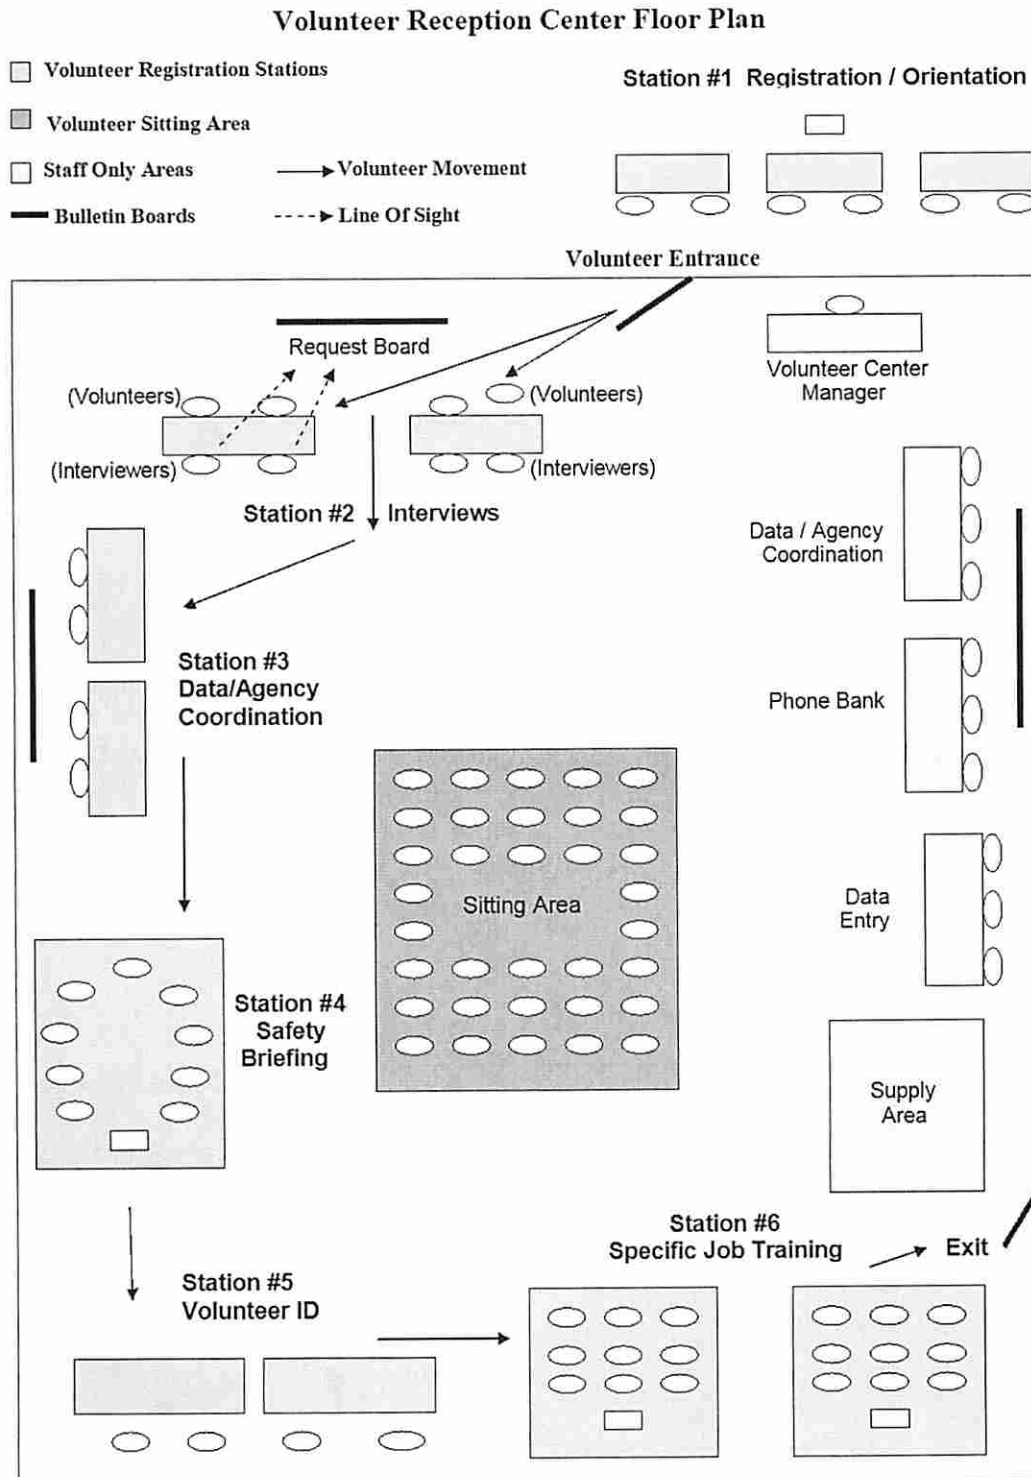 Volunteer Reception Center Floor Plan
Volunteer Registration Stations
Volunteer Sitting Area
Staff Only Areas
Volunteer Movement
Bulletin Boards
Line Of Sight
Station #1 Registration / Orientation
Volunteer Entrance
Request Board
(Volunteers)
(Volunteers)
(Interviewers)
(Interviewers)
Station #2 Interviews
Volunteer Center
Manager
Data / Agency
Coordination
Station #3
Data/Agency
Coordination
Phone Bank
Sitting Area
Data
Entry
Station #4
Safety
Briefing
Supply
Area
Station #5
Volunteer ID
Station #6
Specific Job Training
Exit